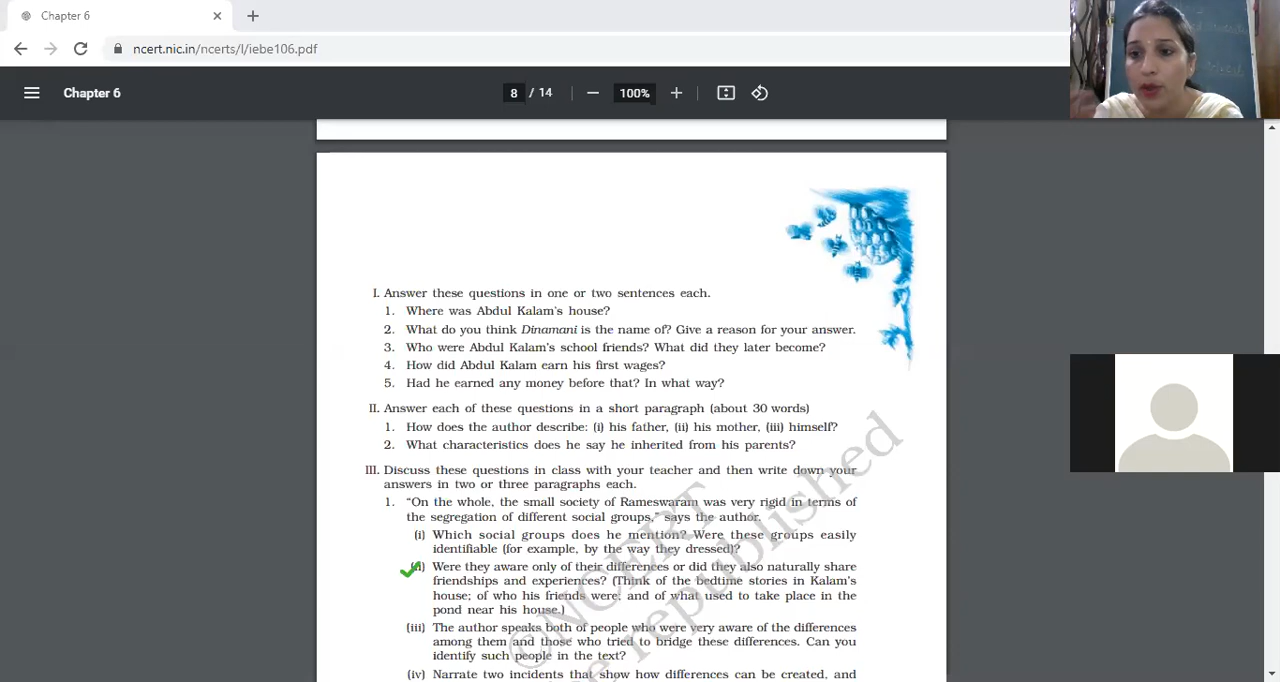 Chapter 6
ncert.nic.in/ncerts/l/iebe106.pdf
Chapter 6
8 / 14
100%
I. Answer these questions in one or two sentences each.
1. Where was Abdul Kalam's house?
2. What do you think Dinamani is the name of? Give a reason for your answer.
3. Who were Abdul Kalam's school friends? What did they later become?
4. How did Abdul Kalam earn his first wages?
5. Had he earned any money before that? In what way?
II. Answer each of these questions in a short paragraph (about 30 words)
1. How does the author describe: (i) his father, (ii) his mother, (iii) himself?
2. What characteristics does he say he inherited from his parents?
III. Discuss these questions in class with your teacher and then write down your
answers in two or three paragraphs each.
1. "On the whole, the small society of Rameswaram was very rigid in terms of
the segregation of different social groups," says the author.
(i) Which social groups does he mention? Were these groups easily
identifiable (for example, by the way they dressed)?
(ii) Were they aware only of their differences or did they also naturally share
friendships and experiences? (Think of the bedtime stories in Kalam's
house; of who his friends were; and of what used to take place in the
pond near his house.)
(iii) The author speaks both of people who were very aware of the differences
among them and those who tried to bridge these differences. Can you
identify such people in the text?
(iv) Narrate two incidents that show how differences can be created, and
©NCERT
be republished